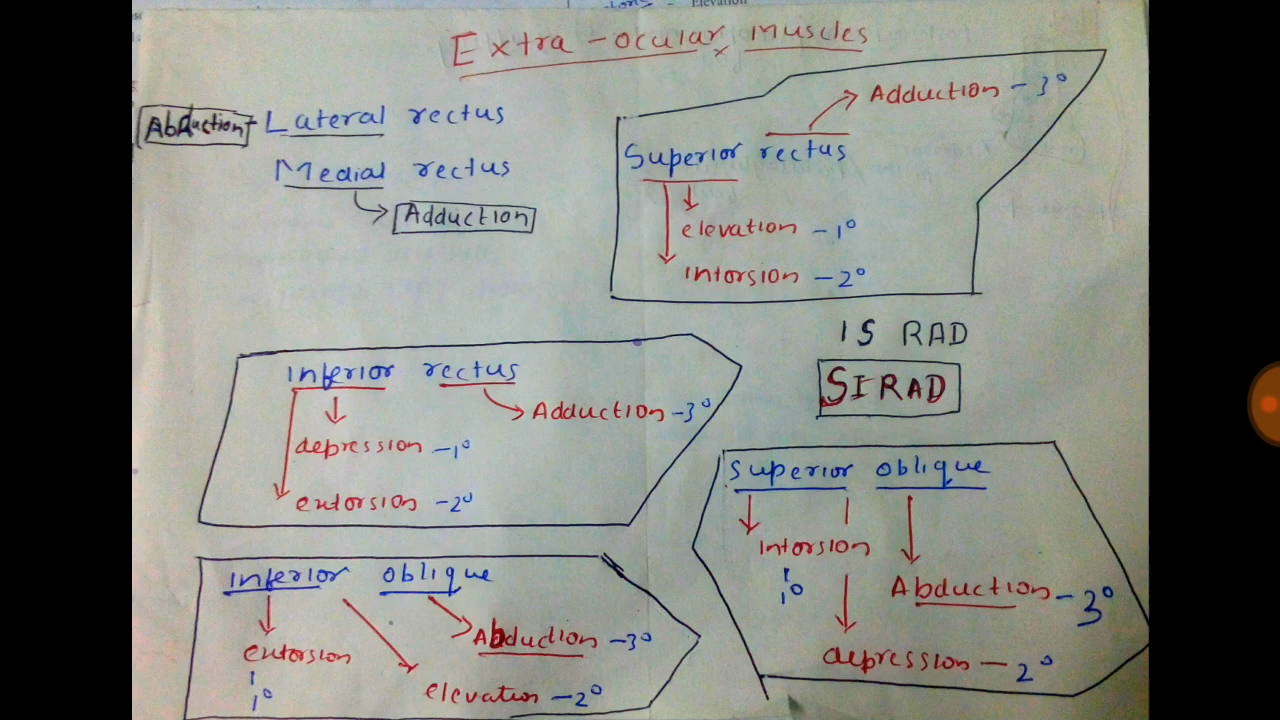 Elevation
Extra-ocular Muscles
Abduction - Lateral rectus
Medial rectus
Adduction
Adduction - 3°
Superior rectus
elevation - 1°
Intorsion - 2°
IS RAD
SIRAD
Inferior rectus
Adduction - 3°
depression - 1°
extorsion - 2°
Superior oblique
Intorsion
1°
Abduction - 3°
depression - 2°
Inferior oblique
Abduction - 3°
extorsion
1°
elevation - 2°